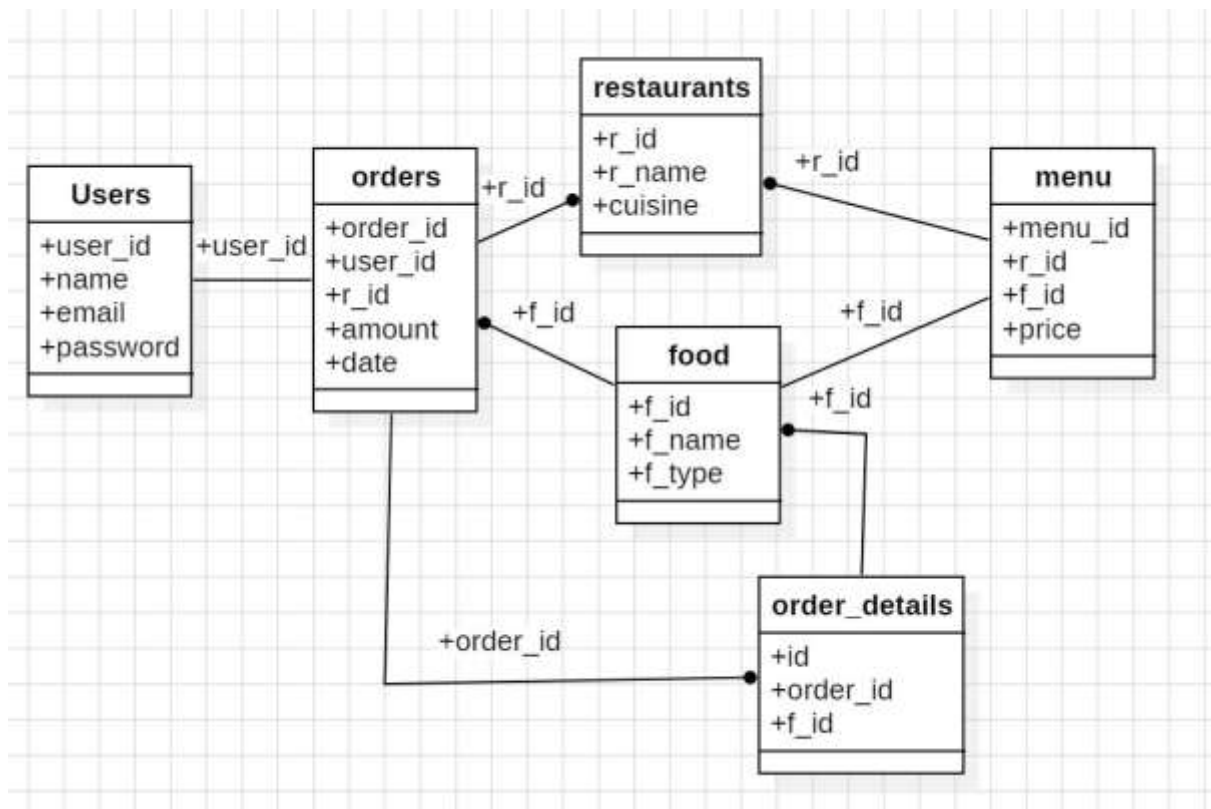 restaurants
+r_id
+r_name
+cuisine
Users
+user_id
+name
+email
+password
+user_id
orders
+order_id
+user_id
+r_id
+amount
+date
+r_id
+r_id
menu
+menu_id
+r_id
+f_id
+price
+f_id
+f_id
food
+f_id
+f_name
+f_type
+f_id
order_details
+id
+order_id
+f_id
+order_id